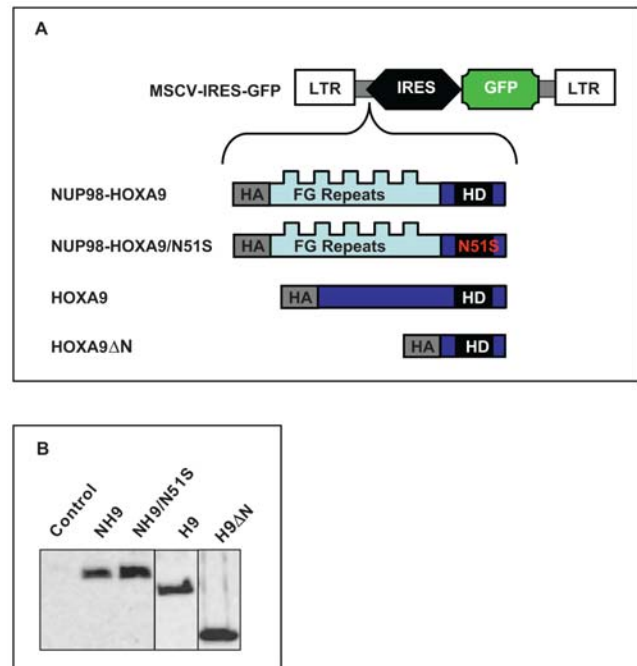 A
MSCV-IRES-GFP LTR IRES GFP LTR
NUP98-HOXA9 HA FG Repeats HD
NUP98-HOXA9/N51S HA FG Repeats N51S
HOXA9 HA HD
HOXA9ΔN HA HD
B
Control NH9 NH9/N51S H9 H9ΔN